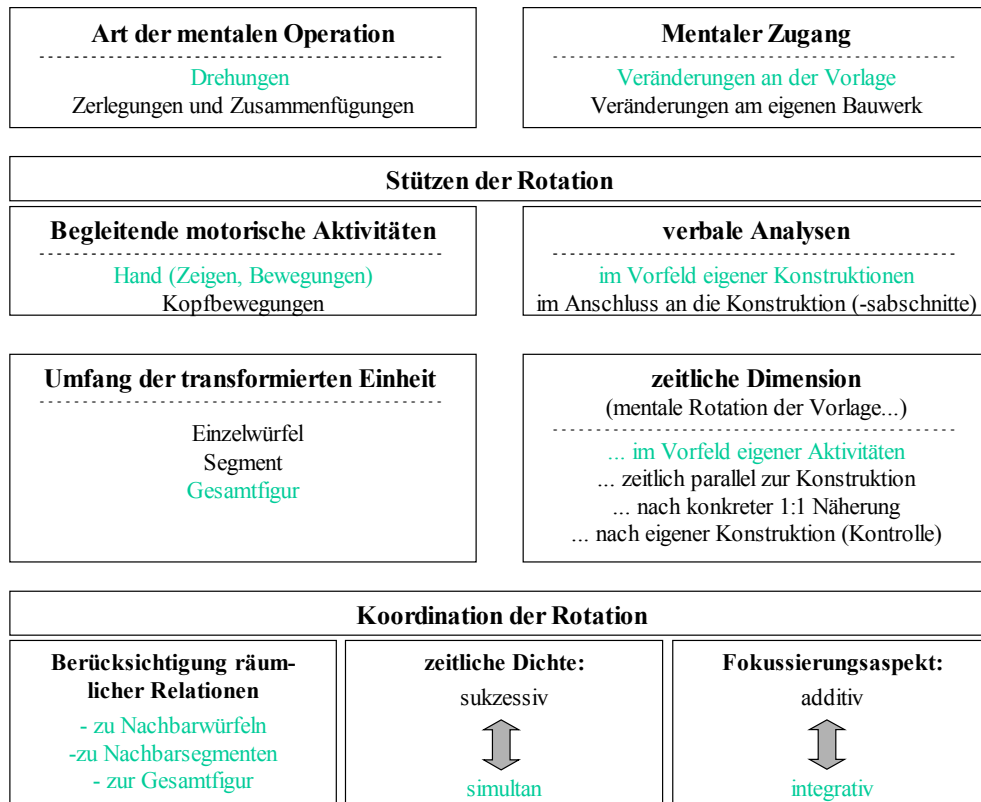 Art der mentalen Operation
Drehungen
Zerlegungen und Zusammenfügungen
Mentaler Zugang
Veränderungen an der Vorlage
Veränderungen am eigenen Bauwerk
Stützen der Rotation
Begleitende motorische Aktivitäten
Hand (Zeigen, Bewegungen)
Kopfbewegungen
verbale Analysen
im Vorfeld eigener Konstruktionen
im Anschluss an die Konstruktion (-sabschnitte)
Umfang der transformierten Einheit
Einzelwürfel
Segment
Gesamtfigur
zeitliche Dimension
(mentale Rotation der Vorlage...)
... im Vorfeld eigener Aktivitäten
... zeitlich parallel zur Konstruktion
... nach konkreter 1:1 Näherung
... nach eigener Konstruktion (Kontrolle)
Koordination der Rotation
Berücksichtigung räum-
licher Relationen
- zu Nachbarwürfeln
-zu Nachbarsegmenten
- zur Gesamtfigur
zeitliche Dichte:
sukzessiv
simultan
Fokussierungsaspekt:
additiv
integrativ